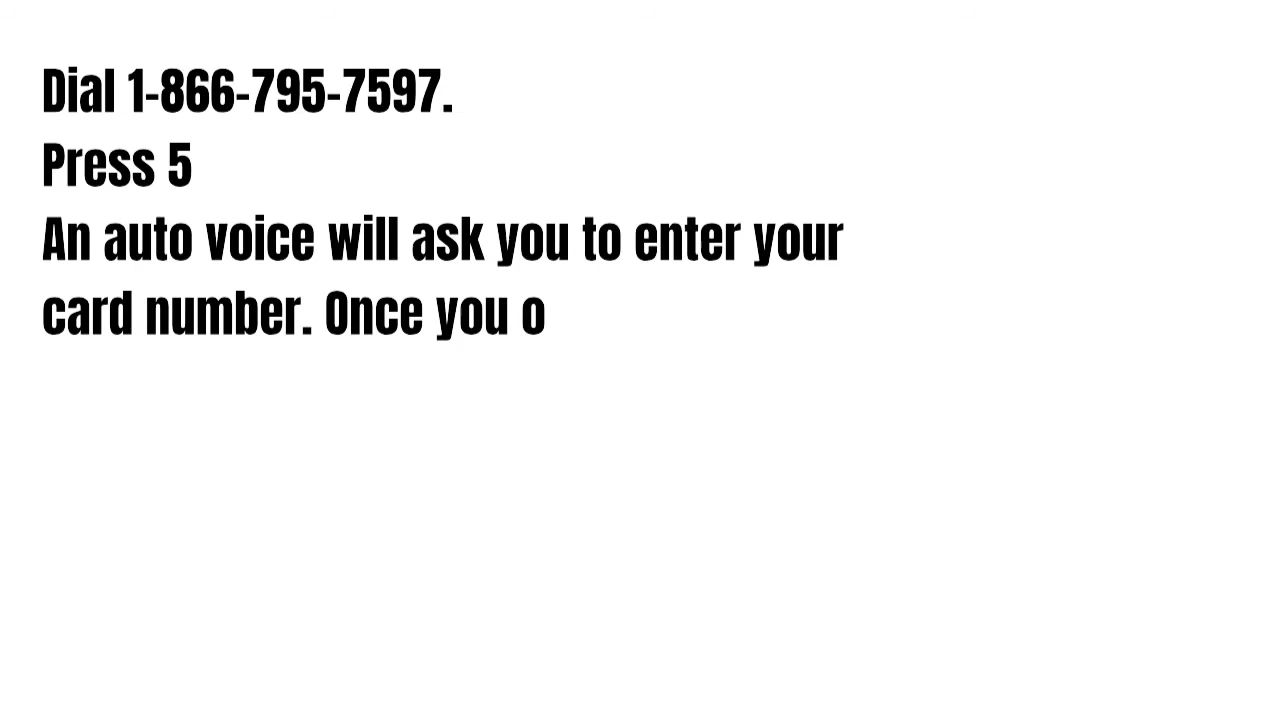 Dial 1-866-795-7597.
Press 5
An auto voice will ask you to enter your
card number. Once you o